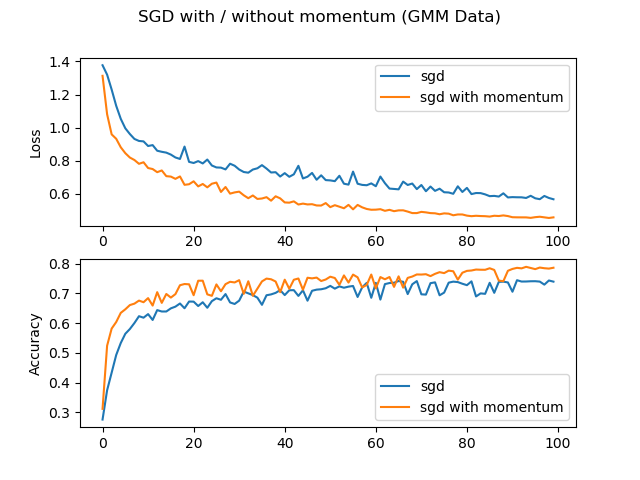 SGD with / without momentum (GMM Data)
Loss
1.4
1.2
1.0
0.8
0.6
sgd
sgd with momentum
0 20 40 60 80 100
Accuracy
0.8
0.7
0.6
0.5
0.4
0.3
sgd
sgd with momentum
0 20 40 60 80 100